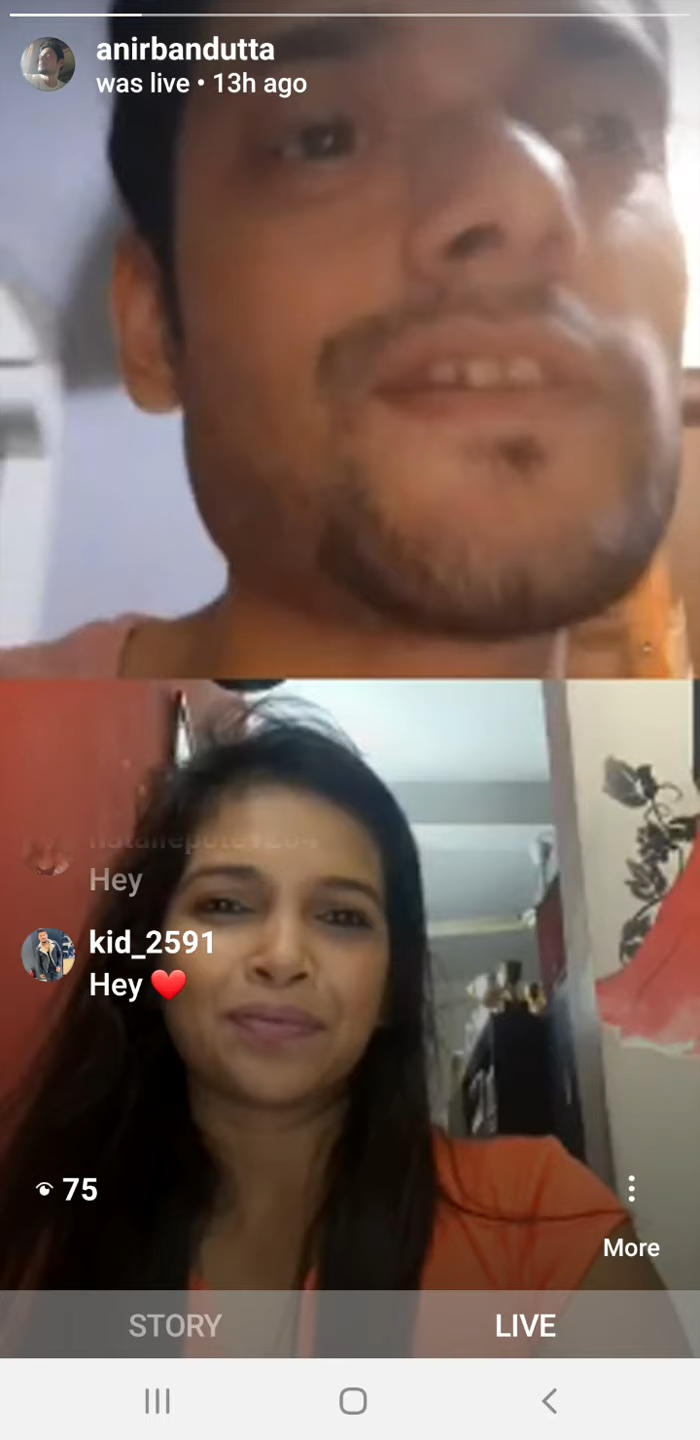 anirbandutta
was live • 13h ago
Hey
kid_2591
Hey ❤️
75
More
STORY
LIVE